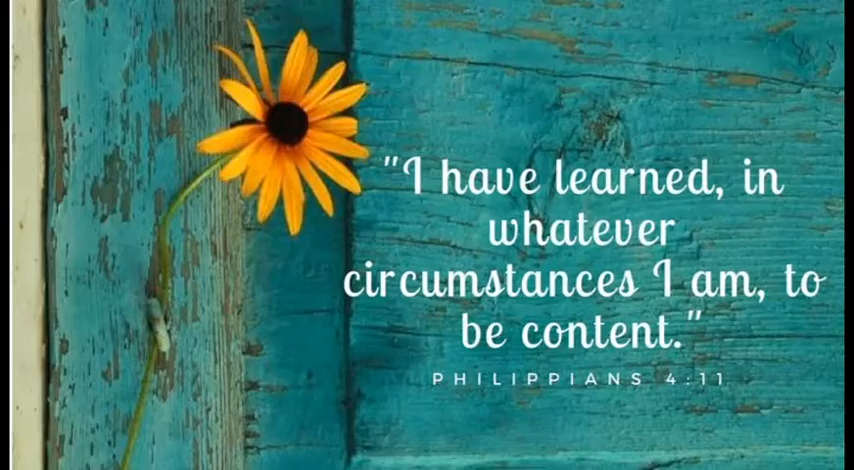 "I have learned, in
whatever
circumstances I am, to
be content."
PHILIPPIANS 4:11